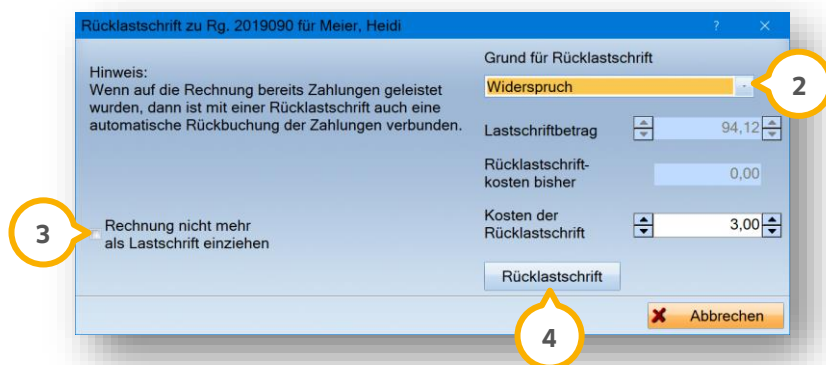 Rücklastschrift zu Rg. 2019090 für Meier, Heidi
?
×
Hinweis:
Wenn auf die Rechnung bereits Zahlungen geleistet
wurden, dann ist mit einer Rücklastschrift auch eine
automatische Rückbuchung der Zahlungen verbunden.
3
Rechnung nicht mehr
als Lastschrift einziehen
Grund für Rücklastschrift
Widerspruch
2
Lastschriftbetrag
94,12
Rücklastschrift-
kosten bisher
0,00
Kosten der
Rücklastschrift
3,00
Rücklastschrift
4
Abbrechen